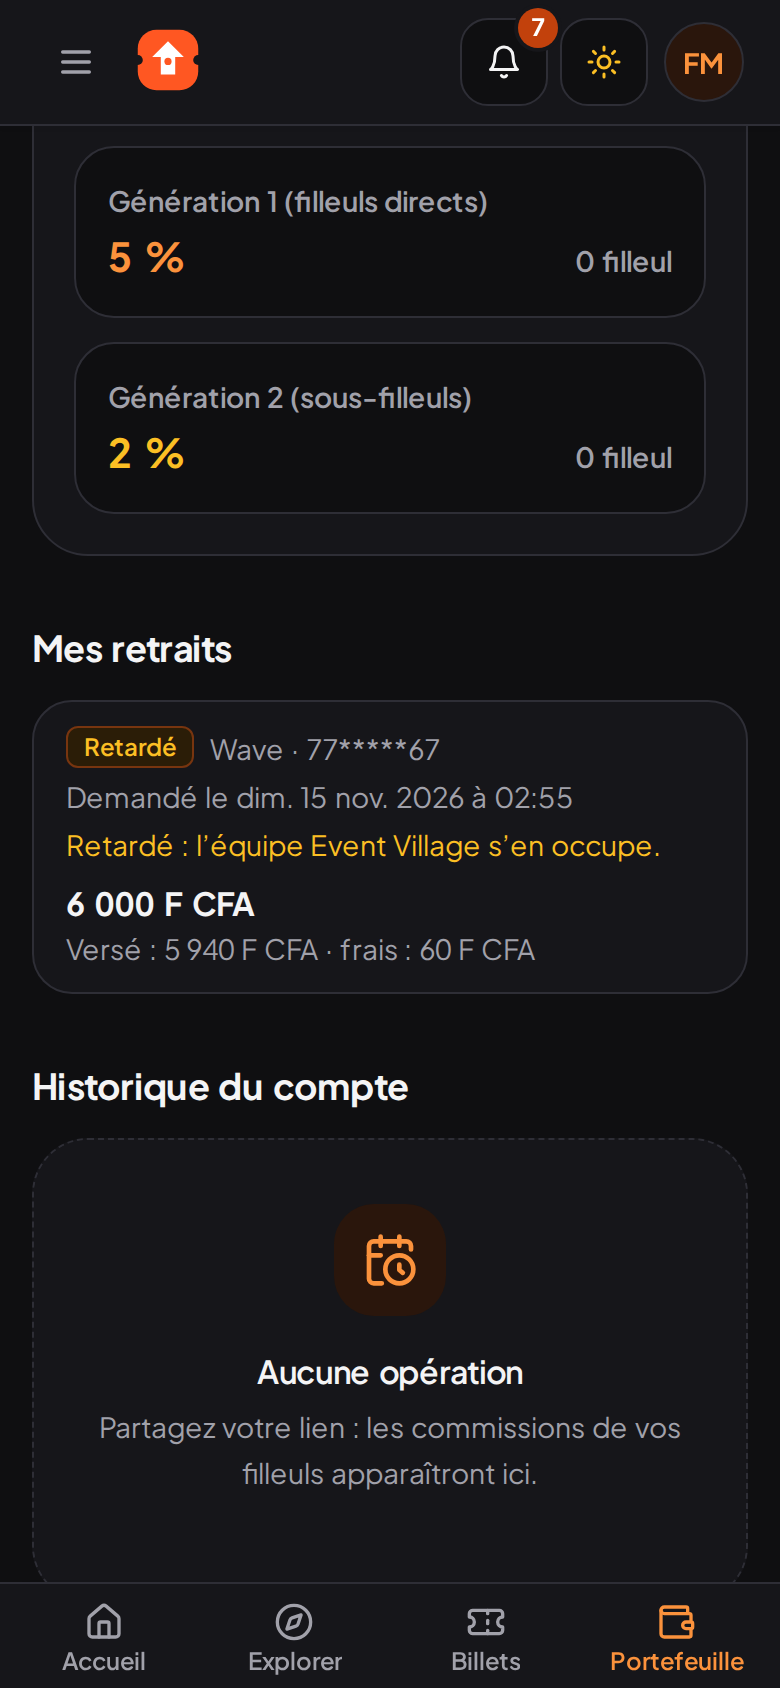 7
FM
Génération 1 (filleuls directs)
5 %
0 filleul
Génération 2 (sous-filleuls)
2 %
0 filleul
Mes retraits
Retardé Wave · 77*****67
Demandé le dim. 15 nov. 2026 à 02:55
Retardé : l’équipe Event Village s’en occupe.
6 000 F CFA
Versé : 5 940 F CFA · frais : 60 F CFA
Historique du compte
Aucune opération
Partagez votre lien : les commissions de vos
filleuls apparaîtront ici.
Accueil
Explorer
Billets
Portefeuille